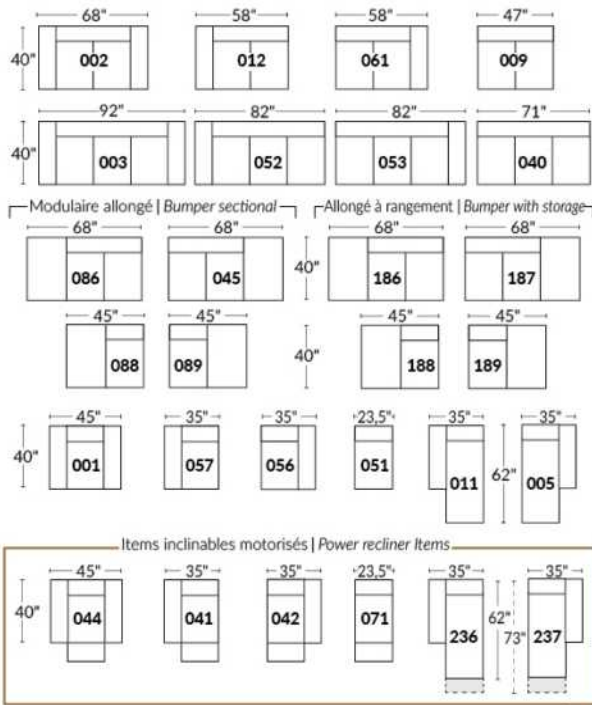 68" 58" 58" 47"
40" 002 012 061 009
92" 82" 82" 71"
40" 003 052 053 040
Modulaire allongé | Bumper sectional Allongé à rangement | Bumper with storage
68" 68" 68" 68"
086 045 40" 186 187
45" 45" 45" 45"
088 089 40" 188 189
45" 35" 35" 23,5" 35" 35"
40" 001 057 056 051 011 62" 005
Items inclinables motorisés | Power recliner Items
45" 35" 35" 23,5" 35" 35"
40" 044 041 042 071 236 62" 73" 237